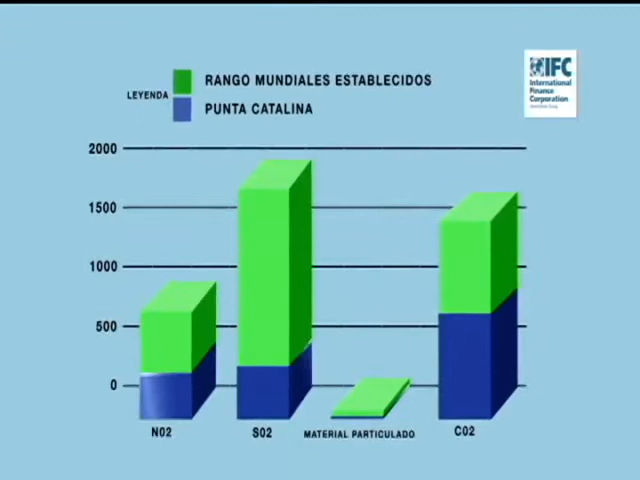 RANGO MUNDIALES ESTABLECIDOS
LEYENDA
PUNTA CATALINA
IFC
International
Finance
Corporation
2000
1500
1000
500
0
N02
S02
MATERIAL PARTICULADO
C02